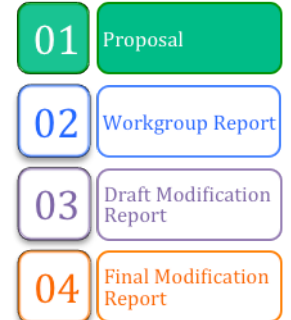 01 Proposal
02 Workgroup Report
03 Draft Modification
Report
04 Final Modification
Report